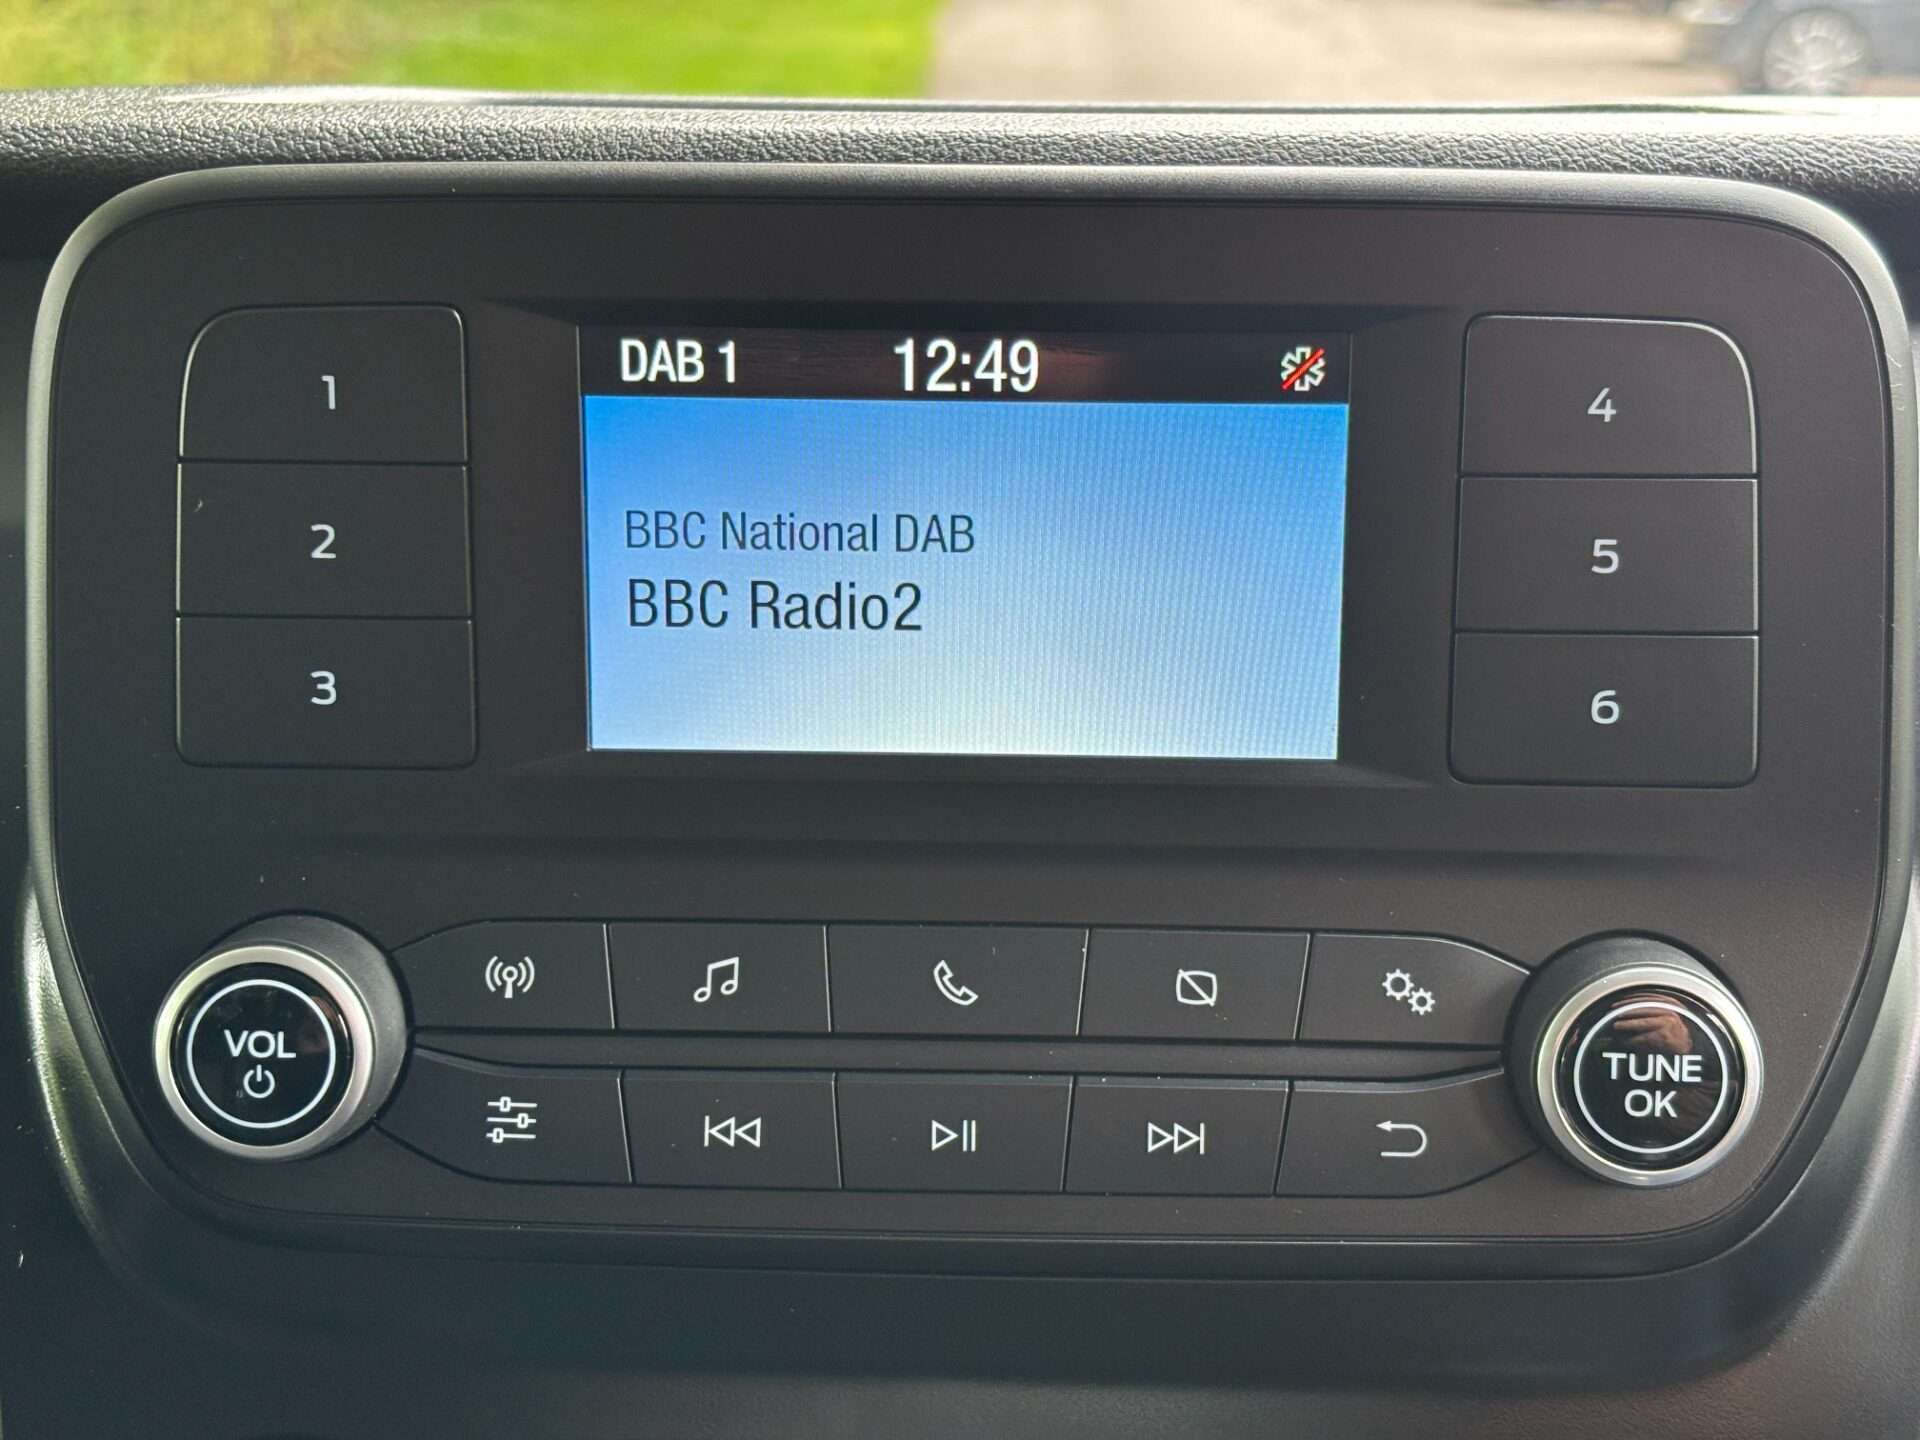 DAB 1 12:49
BBC National DAB
BBC Radio2
1
2
3
4
5
6
VOL
TUNE
OK